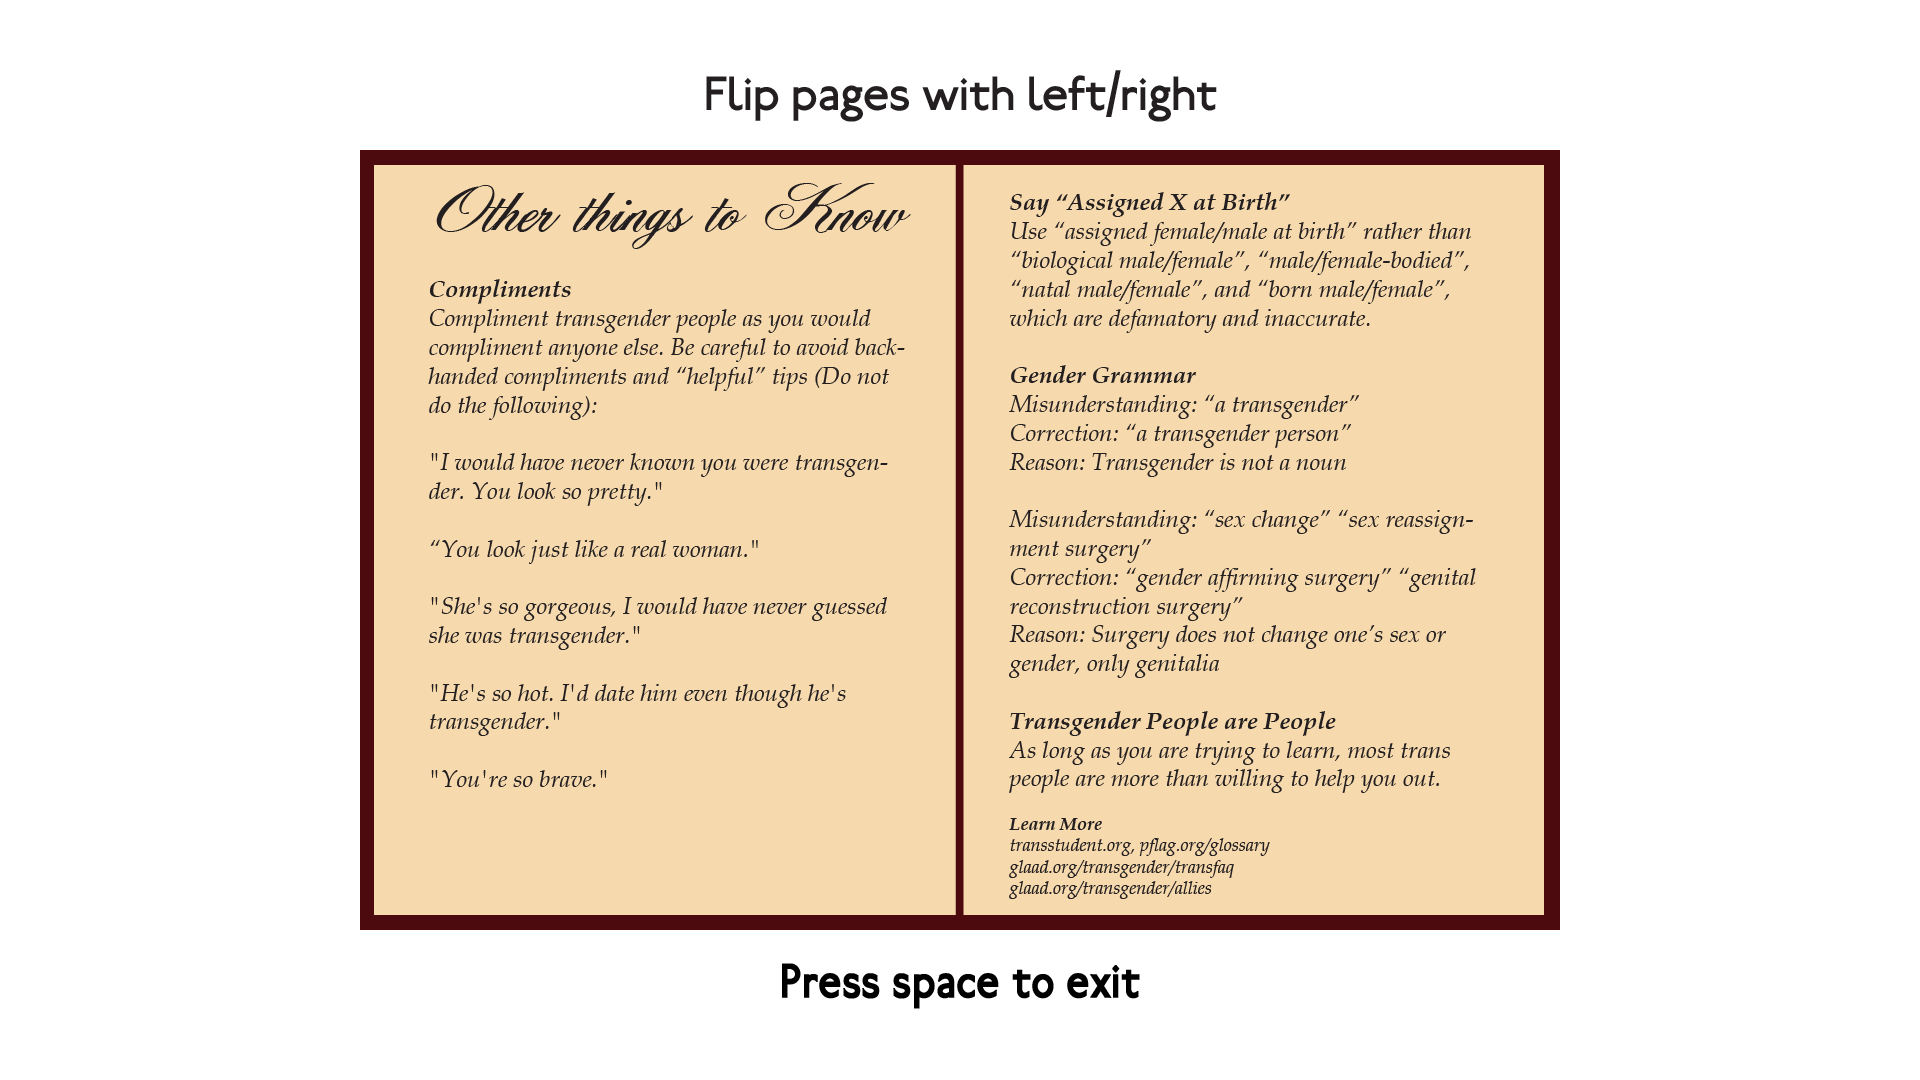 Flip pages with left/right
Other things to Know
Compliments
Compliment transgender people as you would
compliment anyone else. Be careful to avoid back-
handed compliments and “helpful” tips (Do not
do the following):
"I would have never known you were transgen-
der. You look so pretty."
“You look just like a real woman."
"She's so gorgeous, I would have never guessed
she was transgender."
"He's so hot. I'd date him even though he's
transgender."
"You're so brave."
Say “Assigned X at Birth”
Use “assigned female/male at birth” rather than
“biological male/female”, “male/female-bodied”,
“natal male/female”, and “born male/female”,
which are defamatory and inaccurate.
Gender Grammar
Misunderstanding: “a transgender”
Correction: “a transgender person”
Reason: Transgender is not a noun
Misunderstanding: “sex change” “sex reassign-
ment surgery”
Correction: “gender affirming surgery” “genital
reconstruction surgery”
Reason: Surgery does not change one’s sex or
gender, only genitalia
Transgender People are People
As long as you are trying to learn, most trans
people are more than willing to help you out.
Learn More
transstudent.org, pflag.org/glossary
glaad.org/transgender/transfaq
glaad.org/transgender/allies
Press space to exit